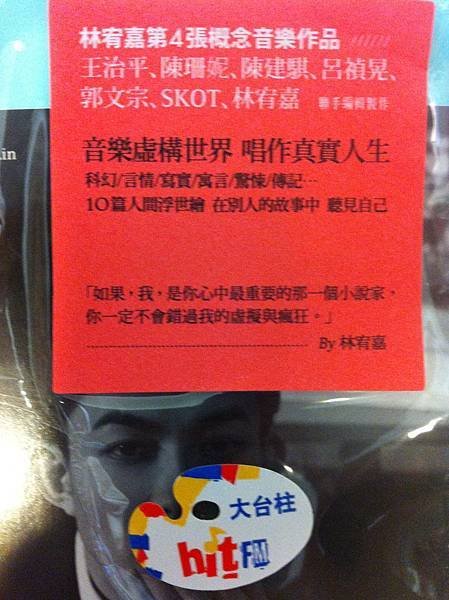 林宥嘉第4張概念音樂作品 //////
王治平、陳珊妮、陳建騏、呂禎晃、
郭文宗、SKOT、林宥嘉 聯手編輯製作
.in
音樂虛構世界 唱作真實人生
科幻/言情/寫實/寓言/驚悚/傳記…
10篇人間浮世繪 在別人的故事中 聽見自己
「如果，我，是你心中最重要的那一個小說家，
你一定不會錯過我的虛擬與瘋狂。」
By 林宥嘉
大台柱
hit FM